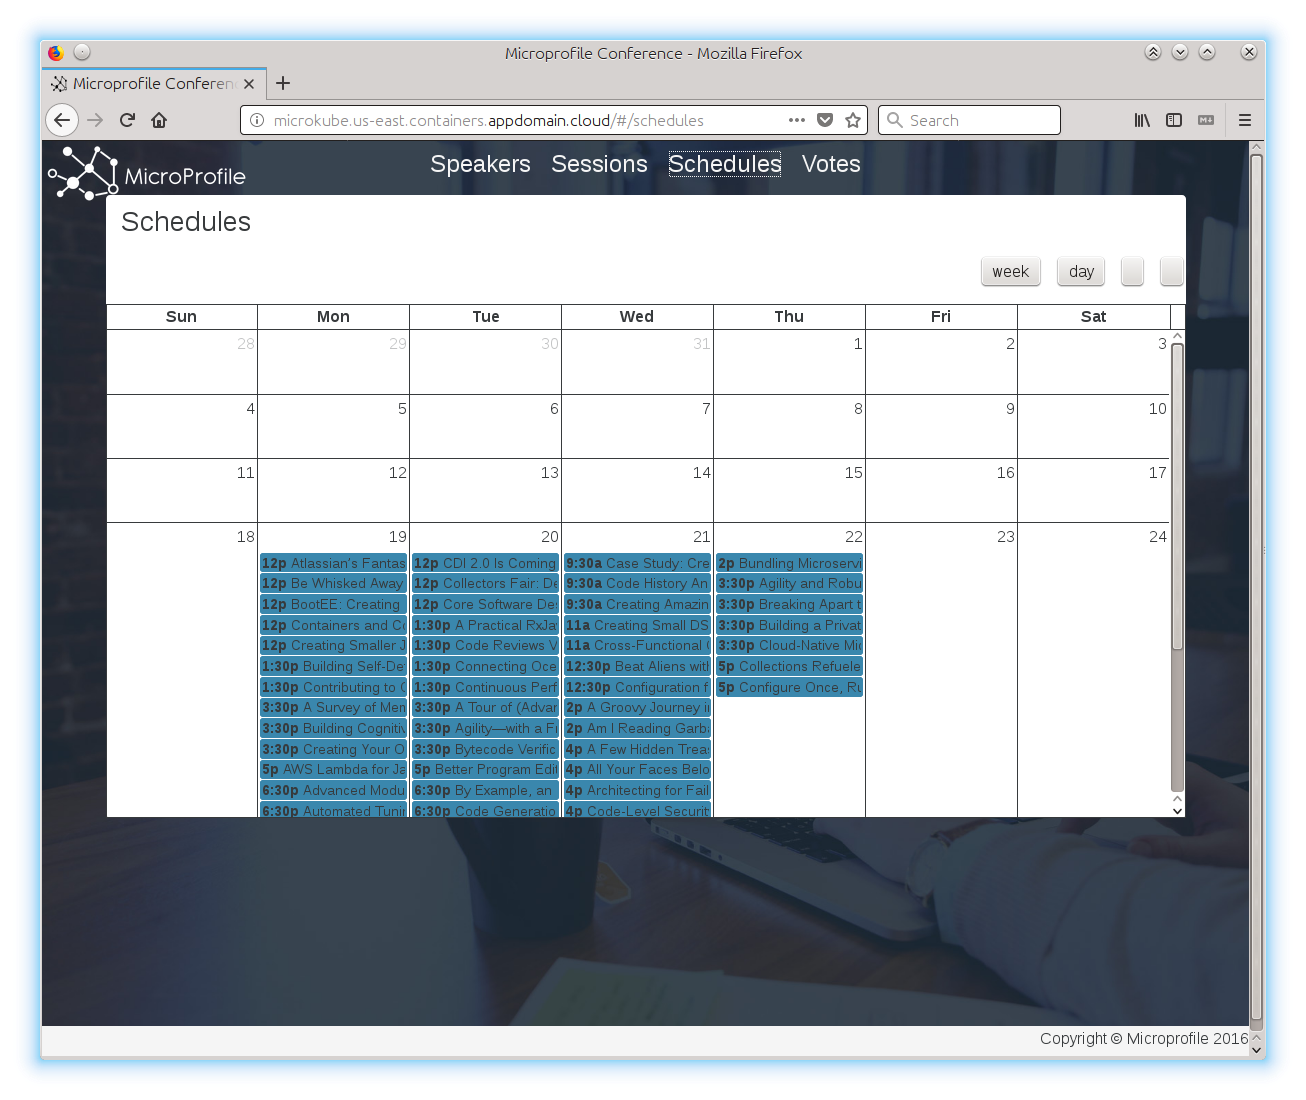 Microprofile Conference - Mozilla Firefox
Microprofile Conferen
microkube.us-east.containers.appdomain.cloud/#/schedules
Search
MicroProfile
Speakers Sessions Schedules Votes
Schedules
week day
Sun Mon Tue Wed Thu Fri Sat
28 29 30 31 1 2 3
4 5 6 7 8 9 10
11 12 13 14 15 16 17
18 19 20 21 22 23 24
12p Atlassian's Fantas 12p CDI 2.0 Is Coming 9:30a Case Study: Cre 2p Bundling Microservi
12p Be Whisked Away 12p Collectors Fair: De 9:30a Code History An 3:30p Agility and Robu
12p BootEE: Creating 12p Core Software Des 9:30a Creating Amazin 3:30p Breaking Apart t
12p Containers and Co 1:30p A Practical RxJa 11a Creating Small DS 3:30p Building a Privat
12p Creating Smaller J 1:30p Code Reviews V 11a Cross-Functional 3:30p Cloud-Native Mic
1:30p Building Self-De 1:30p Connecting Oce 12:30p Beat Aliens with 5p Collections Refuele
1:30p Contributing to 1:30p Continuous Perf 12:30p Configuration f 5p Configure Once, Ru
3:30p A Survey of Mem 3:30p A Tour of (Advan 2p A Groovy Journey in
3:30p Building Cognitiv 3:30p Agility—with a Fu 2p Am I Reading Garb
3:30p Creating Your O 3:30p Bytecode Verific 4p A Few Hidden Treas
5p AWS Lambda for Ja 5p Better Program Edit 4p All Your Faces Belo
6:30p Advanced Modu 6:30p By Example, an 4p Architecting for Fail
6:30p Automated Tunin 6:30p Code Generatio 4p Code-Level Securit
Copyright © Microprofile 2016